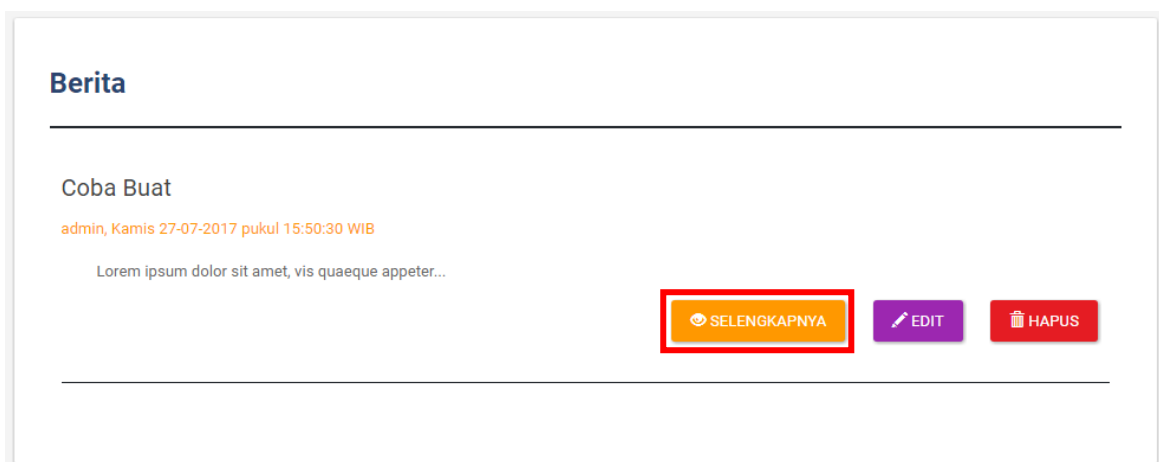 Berita
Coba Buat
admin, Kamis 27-07-2017 pukul 15:50:30 WIB
Lorem ipsum dolor sit amet, vis quaeque appeter...
SELENGKAPNYA EDIT HAPUS